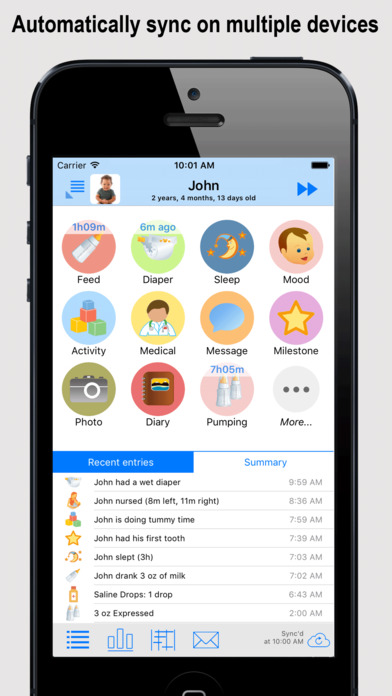 Automatically sync on multiple devices
Carrier 10:01 AM
John
2 years, 4 months, 13 days old
1h09m 6m ago
Feed Diaper Sleep Mood
Activity Medical Message Milestone
7h05m
Photo Diary Pumping More...
Recent entries Summary
John had a wet diaper 9:59 AM
John nursed (8m left, 11m right) 8:36 AM
John is doing tummy time 7:59 AM
John had his first tooth 7:39 AM
John slept (3h) 7:03 AM
John drank 3 oz of milk 7:02 AM
Saline Drops: 1 drop 6:43 AM
3 oz Expressed 2:00 AM
Sync'd
at 10:00 AM